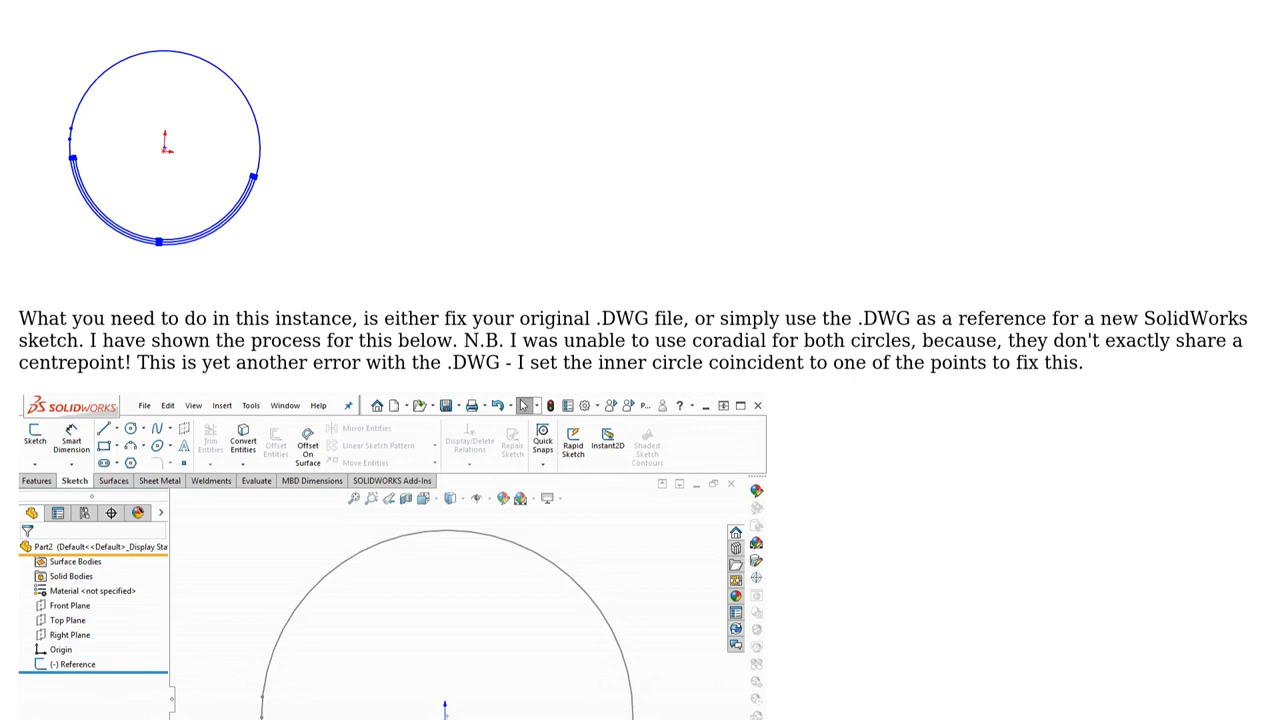 What you need to do in this instance, is either fix your original .DWG file, or simply use the .DWG as a reference for a new SolidWorks
sketch. I have shown the process for this below. N.B. I was unable to use coradial for both circles, because, they don't exactly share a
centrepoint! This is yet another error with the .DWG - I set the inner circle coincident to one of the points to fix this.
SOLIDWORKS File Edit View Insert Tools Window Help P... ?
Sketch Smart Dimension Trim Entities Convert Entities Offset Entities Offset On Surface Mirror Entities Linear Sketch Pattern Move Entities Display/Delete Relations Repair Sketch Quick Snaps Rapid Sketch Instant2D Shaded Sketch Contours
Features Sketch Surfaces Sheet Metal Weldments Evaluate MBD Dimensions SOLIDWORKS Add-Ins
Part2 (Default<<Default>_Display Sta
Surface Bodies
Solid Bodies
Material <not specified>
Front Plane
Top Plane
Right Plane
Origin
(-) Reference